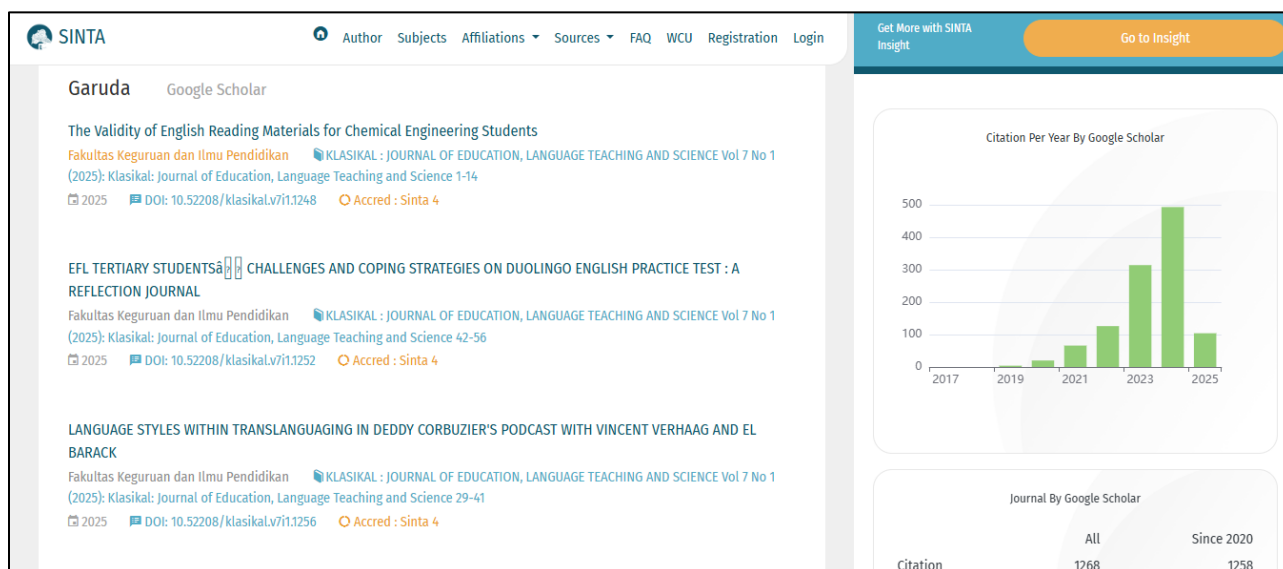 SINTA
Author Subjects Affiliations Sources FAQ WCU Registration Login
Get More with SINTA
Insight
Go to Insight
Garuda Google Scholar
The Validity of English Reading Materials for Chemical Engineering Students
Fakultas Keguruan dan Ilmu Pendidikan KLASIKAL : JOURNAL OF EDUCATION, LANGUAGE TEACHING AND SCIENCE Vol 7 No 1
(2025): Klasikal: Journal of Education, Language Teaching and Science 1-14
2025 DOI: 10.52208/klasikal.v7i1.1248 Accred : Sinta 4
EFL TERTIARY STUDENTSâ CHALLENGES AND COPING STRATEGIES ON DUOLINGO ENGLISH PRACTICE TEST : A
REFLECTION JOURNAL
Fakultas Keguruan dan Ilmu Pendidikan KLASIKAL : JOURNAL OF EDUCATION, LANGUAGE TEACHING AND SCIENCE Vol 7 No 1
(2025): Klasikal: Journal of Education, Language Teaching and Science 42-56
2025 DOI: 10.52208/klasikal.v7i1.1252 Accred : Sinta 4
LANGUAGE STYLES WITHIN TRANSLANGUAGING IN DEDDY CORBUZIER'S PODCAST WITH VINCENT VERHAAG AND EL
BARACK
Fakultas Keguruan dan Ilmu Pendidikan KLASIKAL : JOURNAL OF EDUCATION, LANGUAGE TEACHING AND SCIENCE Vol 7 No 1
(2025): Klasikal: Journal of Education, Language Teaching and Science 29-41
2025 DOI: 10.52208/klasikal.v7i1.1256 Accred : Sinta 4
Citation Per Year By Google Scholar
500
400
300
200
100
0
2017 2019 2021 2023 2025
Journal By Google Scholar
All Since 2020
Citation 1268 1258